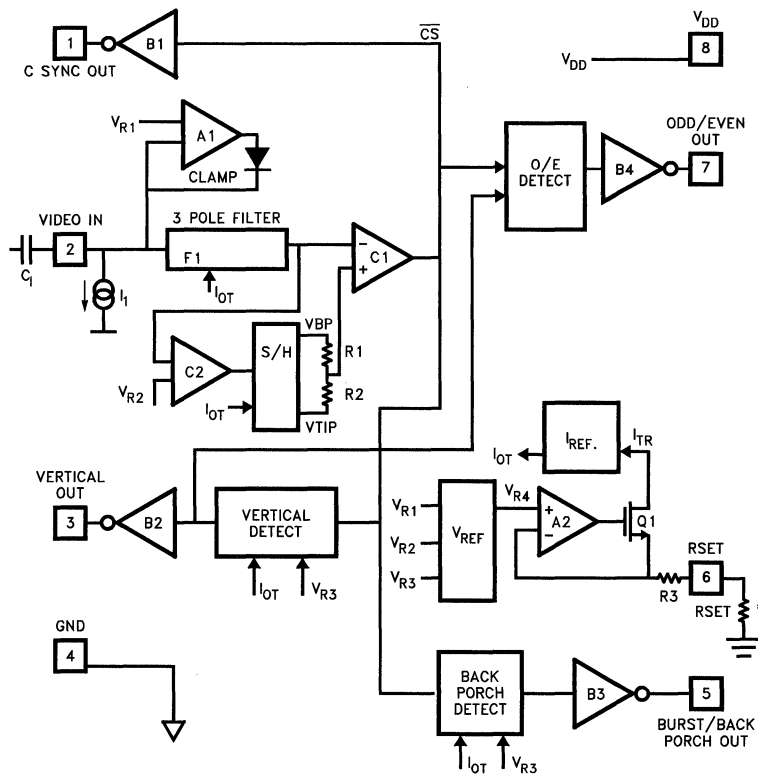 1
B1
C̅S̅
V_DD
V_DD
8
C SYNC OUT
V_R1
A1
CLAMP
ODD/EVEN
OUT
O/E
DETECT
B4
7
VIDEO IN
3 POLE FILTER
2
F1
C1
C_I
I_1
I_OT
VBP
S/H
R1
C2
R2
V_R2
I_OT
VTIP
I_REF.
I_TR
I_OT
VERTICAL
OUT
3
B2
VERTICAL
DETECT
V_R1
V_R2
V_R3
V_REF
V_R4
+
-
A2
Q1
RSET
6
R3
RSET
I_OT
V_R3
GND
4
BACK
PORCH
DETECT
B3
5
BURST/BACK
PORCH OUT
I_OT
V_R3